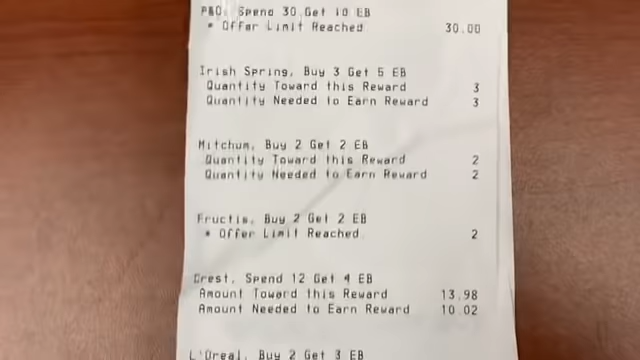 P&G, Spend 30 Get 10 EB
* Offer Limit Reached 30.00
Irish Spring, Buy 3 Get 5 EB
Quantity Toward this Reward 3
Quantity Needed to Earn Reward 3
Mitchum, Buy 2 Get 2 EB
Quantity Toward this Reward 2
Quantity Needed to Earn Reward 2
Fructis, Buy 2 Get 2 EB
* Offer Limit Reached 2
Crest, Spend 12 Get 4 EB
Amount Toward this Reward 13.98
Amount Needed to Earn Reward 10.02
L'Oreal, Buy 2 Get 3 EB